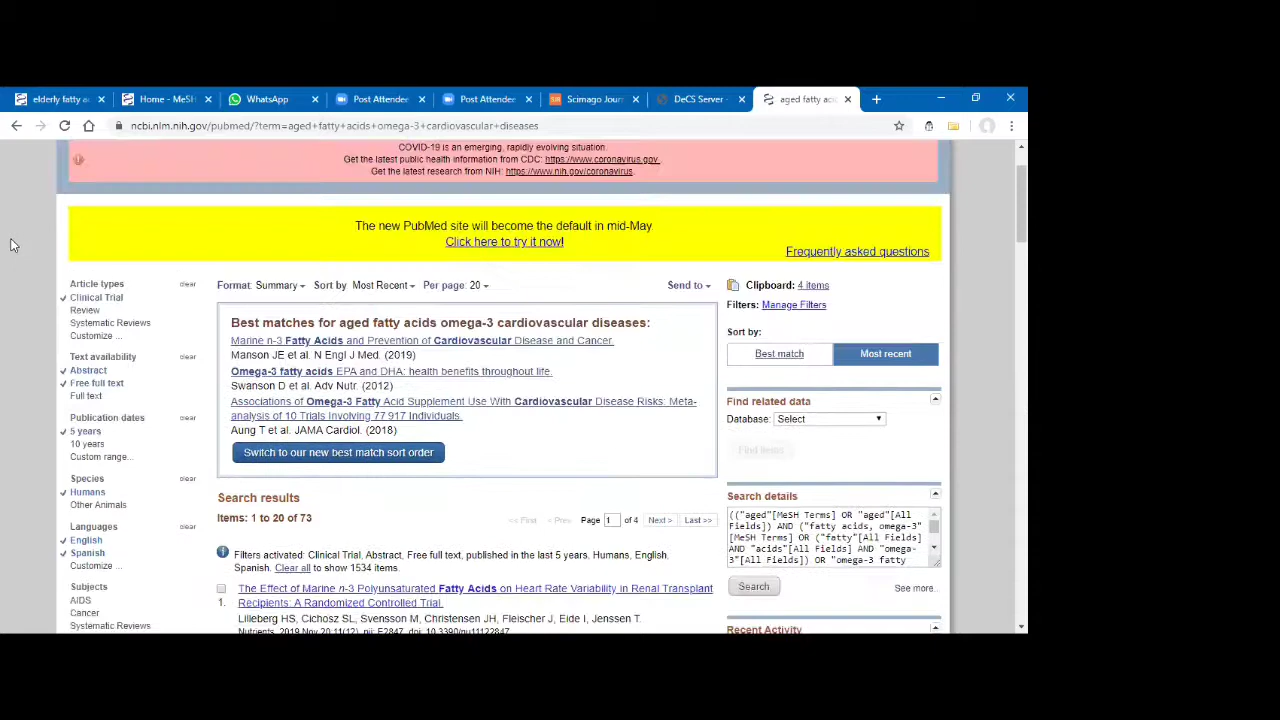 elderly fatty ac
Home - MeSH
WhatsApp
Post Attendee
Post Attendee
SJR
Scimago Journ
DeCS Server -
aged fatty acid
ncbi.nlm.nih.gov/pubmed/?term=aged+fatty+acids+omega-3+cardiovascular+diseases
COVID-19 is an emerging, rapidly evolving situation.
Get the latest public health information from CDC: https://www.coronavirus.gov
Get the latest research from NIH: https://www.nih.gov/coronavirus.
The new PubMed site will become the default in mid-May.
Click here to try it now!
Frequently asked questions
Article types
clear
Clinical Trial
Review
Systematic Reviews
Customize ...
Text availability
clear
Abstract
Free full text
Full text
Publication dates
clear
5 years
10 years
Custom range...
Species
clear
Humans
Other Animals
Languages
clear
English
Spanish
Customize ...
Subjects
clear
AIDS
Cancer
Systematic Reviews
Format: Summary Sort by Most Recent Per page: 20
Send to
Best matches for aged fatty acids omega-3 cardiovascular diseases:
Marine n-3 Fatty Acids and Prevention of Cardiovascular Disease and Cancer.
Manson JE et al. N Engl J Med. (2019)
Omega-3 fatty acids EPA and DHA: health benefits throughout life.
Swanson D et al. Adv Nutr. (2012)
Associations of Omega-3 Fatty Acid Supplement Use With Cardiovascular Disease Risks: Meta-
analysis of 10 Trials Involving 77 917 Individuals.
Aung T et al. JAMA Cardiol. (2018)
Switch to our new best match sort order
Search results
Items: 1 to 20 of 73
<< First < Prev Page 1 of 4 Next > Last >>
Filters activated: Clinical Trial, Abstract, Free full text, published in the last 5 years, Humans, English,
Spanish. Clear all to show 1534 items.
The Effect of Marine n-3 Polyunsaturated Fatty Acids on Heart Rate Variability in Renal Transplant
1. Recipients: A Randomized Controlled Trial.
Lilleberg HS, Cichosz SL, Svensson M, Christensen JH, Fleischer J, Eide I, Jenssen T.
Nutrients. 2019 Nov 20;11(12). pii: E2847. doi: 10.3390/nu11122847.
Clipboard: 4 items
Filters: Manage Filters
Sort by:
Best match
Most recent
Find related data
Database: Select
Find items
Search details
(("aged"[MeSH Terms] OR "aged"[All
Fields]) AND ("fatty acids, omega-3"
[MeSH Terms] OR ("fatty"[All Fields]
AND "acids"[All Fields] AND "omega-
3"[All Fields]) OR "omega-3 fatty
Search
See more...
Recent Activity